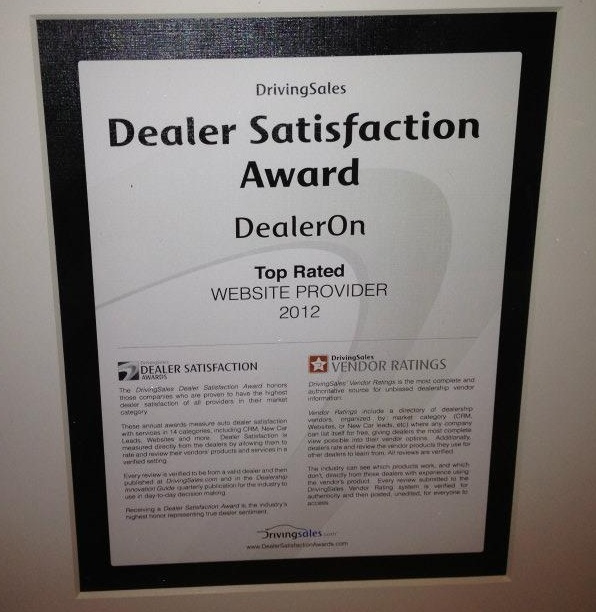 DrivingSales
Dealer Satisfaction
Award
DealerOn
Top Rated
WEBSITE PROVIDER
2012
DEALER SATISFACTION
AWARDS
The DrivingSales Dealer Satisfaction Award honors
those companies who are proven to have the highest
dealer satisfaction of all providers in their market
category.
These annual awards measure auto dealer satisfaction
with services in 14 categories, including CRM, New Car
Leads, Websites and more. Dealer Satisfaction is
measured directly from the dealers by allowing them to
rate and review their vendors' products and services in a
verified setting.
Every review is verified to be from a valid dealer and then
published at DrivingSales.com and in the Dealership
Innovation Guide quarterly publication for the industry to
use in day-to-day decision making.
Receiving a Dealer Satisfaction Award is the industry's
highest honor representing true dealer sentiment.
DrivingSales
VENDOR RATINGS
DrivingSales Vendor Ratings is the most complete and
authoritative source for unbiased dealership vendor
information.
Vendor Ratings include a directory of dealership
vendors, organized by market category (CRM,
Websites, or New Car leads, etc) where any company
can list itself for free, giving dealers the most complete
view possible into their vendor options. Additionally,
dealers rate and review the vendor products they use for
other dealers to learn from. All reviews are verified.
The industry can see which products work, and which
don't, directly from those dealers with experience using
the vendor's product. Every review submitted to the
DrivingSales Vendor Rating system is verified for
authenticity and then posted, unedited, for everyone to
access.
Drivingsales.com
www.DealerSatisfactionAwards.com